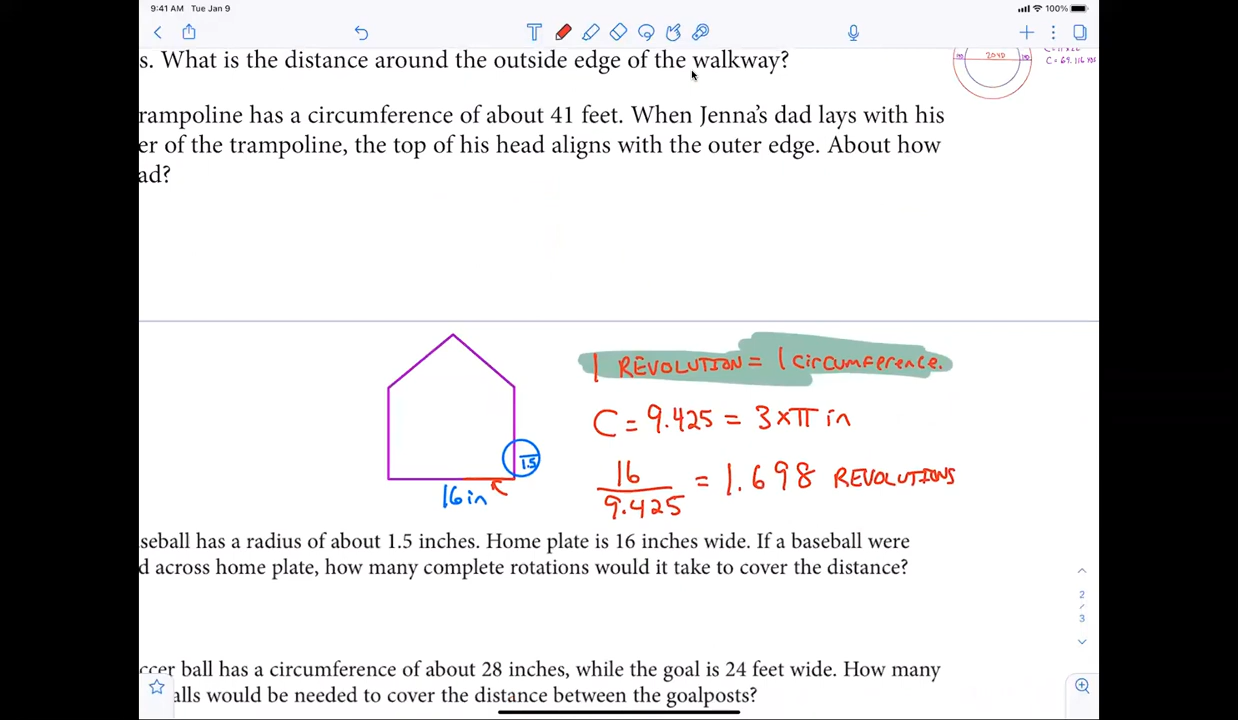 9:41 AM Tue Jan 9
100%
s. What is the distance around the outside edge of the walkway?
20YD
C= 69.116 YDS
rampoline has a circumference of about 41 feet. When Jenna’s dad lays with his
er of the trampoline, the top of his head aligns with the outer edge. About how
ad?
1 REVOLUTION = 1 circumference.
C = 9.425 = 3 × π in
16
9.425
= 1.698 REVOLUTIONS
1.5
16 in
seball has a radius of about 1.5 inches. Home plate is 16 inches wide. If a baseball were
d across home plate, how many complete rotations would it take to cover the distance?
2
/
3
ccer ball has a circumference of about 28 inches, while the goal is 24 feet wide. How many
alls would be needed to cover the distance between the goalposts?